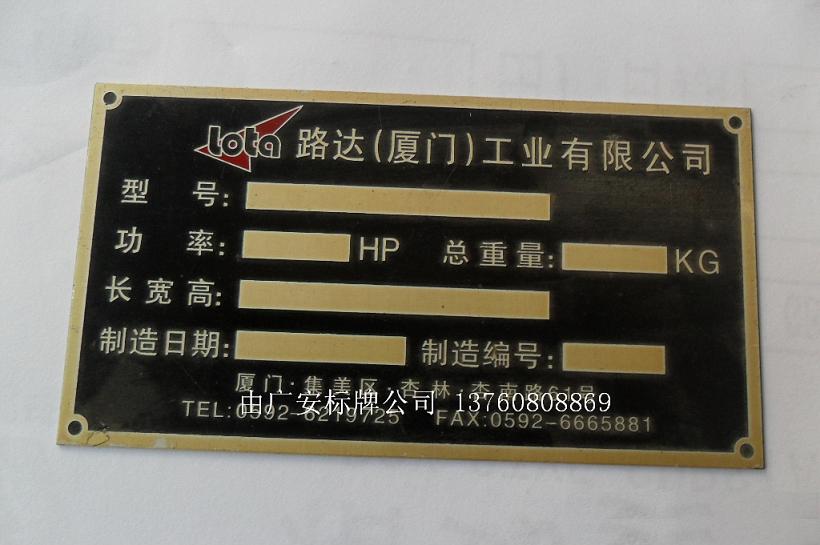 lota 路达(厦门)工业有限公司
型 号:
功 率: HP 总重量: KG
长宽高:
制造日期: 制造编号:
厦门·集美区·杏林·杏南路61号
由广安标牌公司 13760808869
TEL:0592-6219725 FAX:0592-6665881